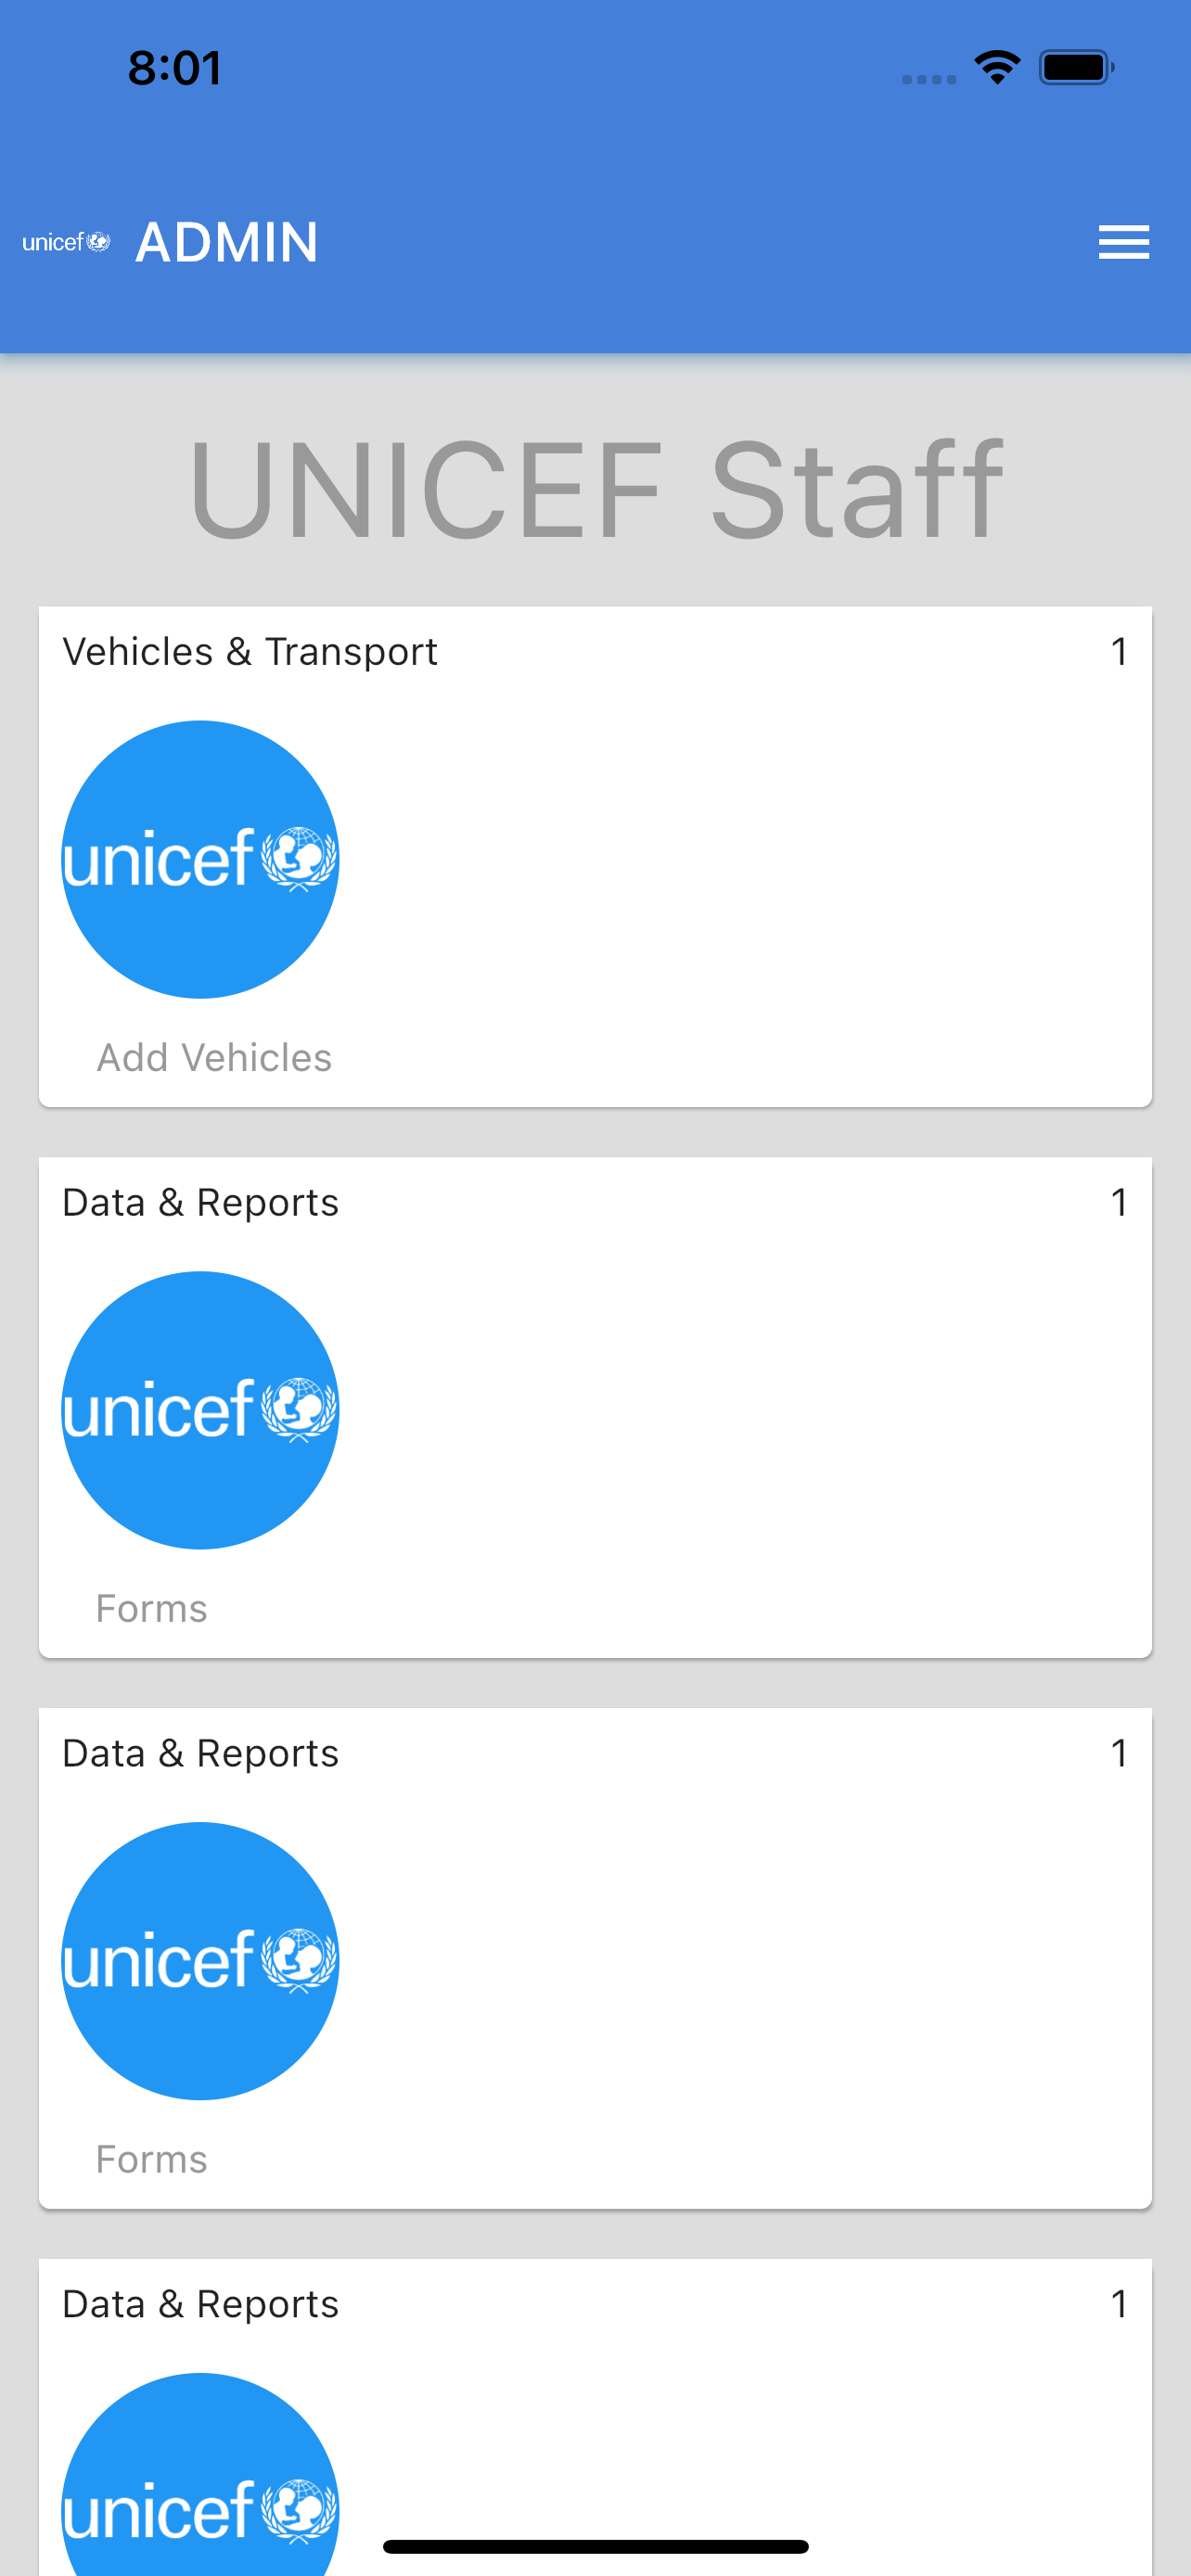 8:01
unicef ADMIN
UNICEF Staff
Vehicles & Transport 1
unicef
Add Vehicles
Data & Reports 1
unicef
Forms
Data & Reports 1
unicef
Forms
Data & Reports 1
unicef